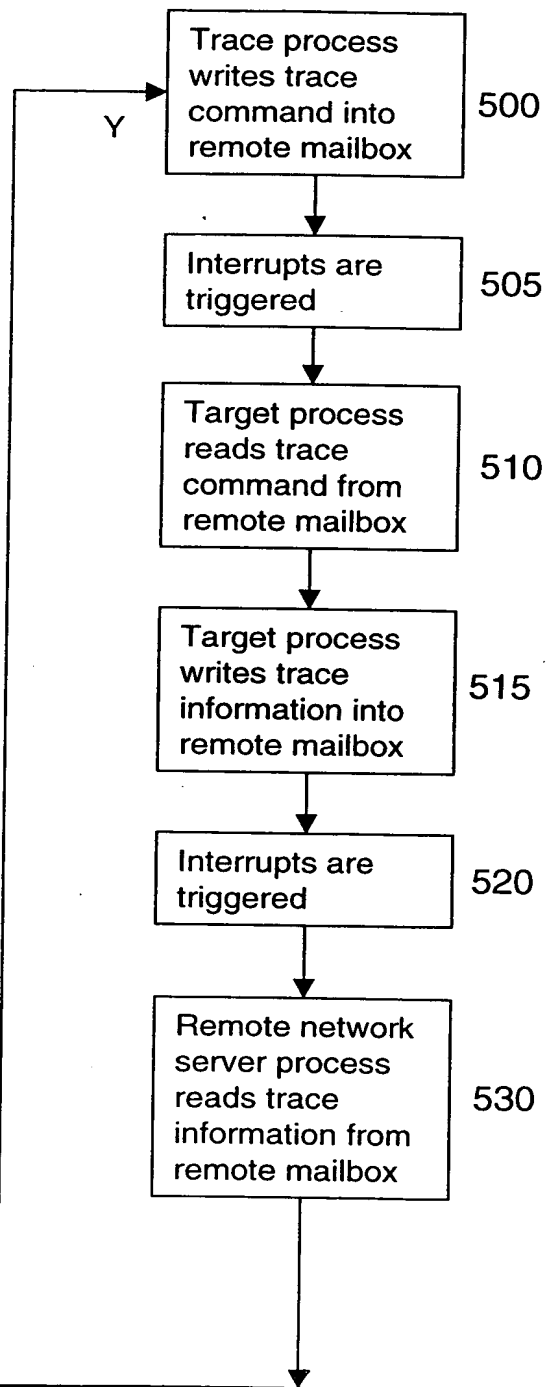 Trace process
writes trace
command into
remote mailbox
500
Y
Interrupts are
triggered
505
Target process
reads trace
command from
remote mailbox
510
Target process
writes trace
information into
remote mailbox
515
Interrupts are
triggered
520
Remote network
server process
reads trace
information from
remote mailbox
530